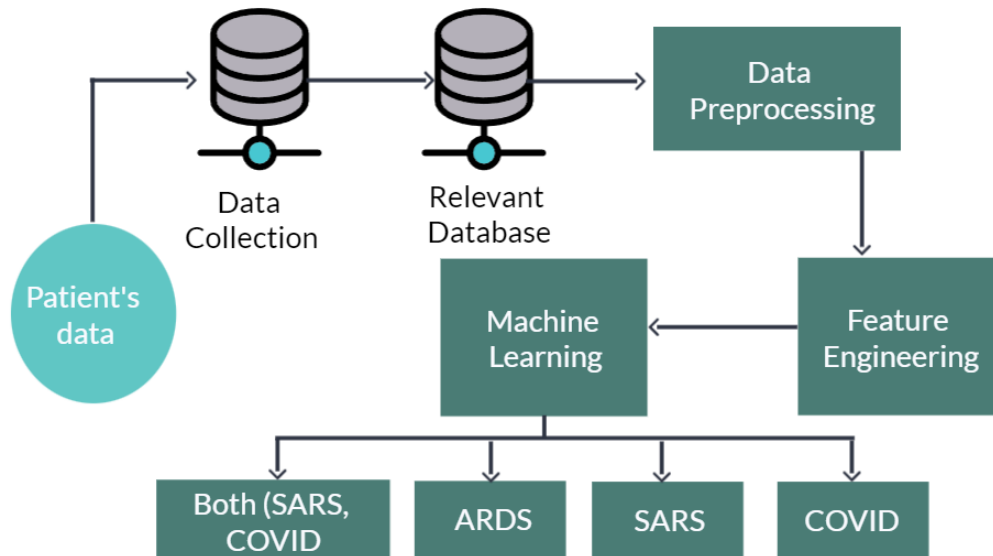 Patient's
data
Data
Collection
Relevant
Database
Data
Preprocessing
Feature
Engineering
Machine
Learning
Both (SARS,
COVID
ARDS
SARS
COVID